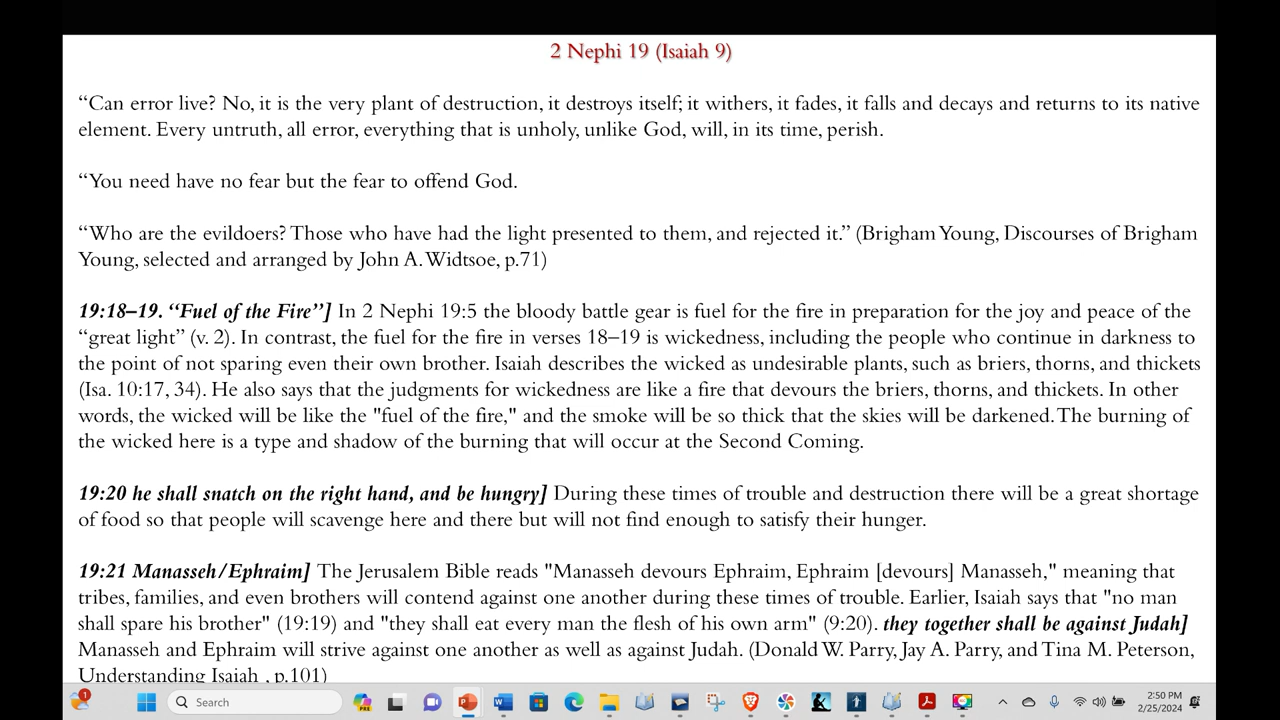 2 Nephi 19 (Isaiah 9)
“Can error live? No, it is the very plant of destruction, it destroys itself; it withers, it fades, it falls and decays and returns to its native
element. Every untruth, all error, everything that is unholy, unlike God, will, in its time, perish.
“You need have no fear but the fear to offend God.
“Who are the evildoers? Those who have had the light presented to them, and rejected it.” (Brigham Young, Discourses of Brigham
Young, selected and arranged by John A. Widtsoe, p.71)
19:18–19. “Fuel of the Fire”] In 2 Nephi 19:5 the bloody battle gear is fuel for the fire in preparation for the joy and peace of the
“great light” (v. 2). In contrast, the fuel for the fire in verses 18–19 is wickedness, including the people who continue in darkness to
the point of not sparing even their own brother. Isaiah describes the wicked as undesirable plants, such as briers, thorns, and thickets
(Isa. 10:17, 34). He also says that the judgments for wickedness are like a fire that devours the briers, thorns, and thickets. In other
words, the wicked will be like the "fuel of the fire," and the smoke will be so thick that the skies will be darkened. The burning of
the wicked here is a type and shadow of the burning that will occur at the Second Coming.
19:20 he shall snatch on the right hand, and be hungry] During these times of trouble and destruction there will be a great shortage
of food so that people will scavenge here and there but will not find enough to satisfy their hunger.
19:21 Manasseh/Ephraim] The Jerusalem Bible reads "Manasseh devours Ephraim, Ephraim [devours] Manasseh," meaning that
tribes, families, and even brothers will contend against one another during these times of trouble. Earlier, Isaiah says that "no man
shall spare his brother" (19:19) and "they shall eat every man the flesh of his own arm" (9:20). they together shall be against Judah]
Manasseh and Ephraim will strive against one another as well as against Judah. (Donald W. Parry, Jay A. Parry, and Tina M. Peterson,
Understanding Isaiah , p.101)
1
Search
PRE
2:50 PM
2/25/2024